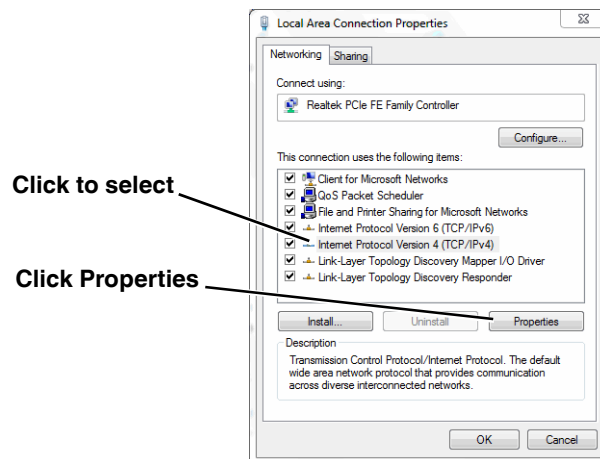 Local Area Connection Properties
Networking
Sharing
Connect using:
Realtek PCIe FE Family Controller
Configure...
This connection uses the following items:
Client for Microsoft Networks
QoS Packet Scheduler
File and Printer Sharing for Microsoft Networks
Internet Protocol Version 6 (TCP/IPv6)
Click to select
Internet Protocol Version 4 (TCP/IPv4)
Link-Layer Topology Discovery Mapper I/O Driver
Link-Layer Topology Discovery Responder
Click Properties
Install...
Uninstall
Properties
Description
Transmission Control Protocol/Internet Protocol. The default
wide area network protocol that provides communication
across diverse interconnected networks.
OK
Cancel